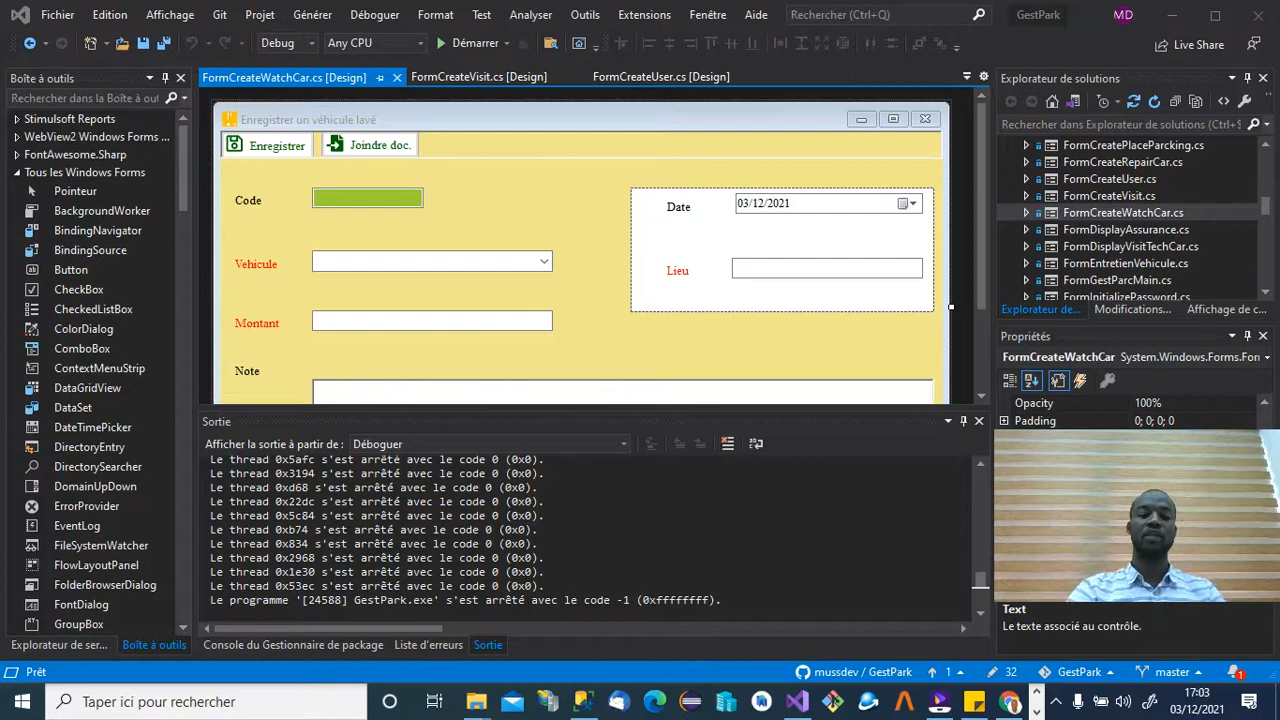 Fichier Edition Affichage Git Projet Générer Déboguer Format Test Analyser Outils Extensions Fenêtre Aide Rechercher (Ctrl+Q) GestPark MD
Debug Any CPU Démarrer Live Share
Boîte à outils
Rechercher dans la Boîte à out
Stimulsoft Reports
WebView2 Windows Forms ...
FontAwesome.Sharp
Tous les Windows Forms
Pointeur
BackgroundWorker
BindingNavigator
BindingSource
Button
CheckBox
CheckedListBox
ColorDialog
ComboBox
ContextMenuStrip
DataGridView
DataSet
DateTimePicker
DirectoryEntry
DirectorySearcher
DomainUpDown
ErrorProvider
EventLog
FileSystemWatcher
FlowLayoutPanel
FolderBrowserDialog
FontDialog
GroupBox
Explorateur de ser... Boîte à outils
FormCreateWatchCar.cs [Design] FormCreateVisit.cs [Design] FormCreateUser.cs [Design]
Enregistrer un véhicule lavé
Enregistrer Joindre doc.
Code
Date 03/12/2021
Vehicule
Lieu
Montant
Note
Sortie
Afficher la sortie à partir de : Déboguer
Le thread 0x5afc s'est arrêté avec le code 0 (0x0).
Le thread 0x3194 s'est arrêté avec le code 0 (0x0).
Le thread 0xd68 s'est arrêté avec le code 0 (0x0).
Le thread 0x22dc s'est arrêté avec le code 0 (0x0).
Le thread 0x5c84 s'est arrêté avec le code 0 (0x0).
Le thread 0xb74 s'est arrêté avec le code 0 (0x0).
Le thread 0x834 s'est arrêté avec le code 0 (0x0).
Le thread 0x2968 s'est arrêté avec le code 0 (0x0).
Le thread 0x1e30 s'est arrêté avec le code 0 (0x0).
Le thread 0x13ec s'est arrêté avec le code 0 (0x0).
Le programme '[24588] GestPark.exe' s'est arrêté avec le code -1 (0xffffffff).
Console du Gestionnaire de package Liste d'erreurs Sortie
Explorateur de solutions
Rechercher dans Explorateur de solutions (Ctrl+$
FormCreatePlaceParcking.cs
FormCreateRepairCar.cs
FormCreateUser.cs
FormCreateVisit.cs
FormCreateWatchCar.cs
FormDisplayAssurance.cs
FormDisplayVisitTechCar.cs
FormEntretienVehicule.cs
FormGestParcMain.cs
FormInitializePassword.cs
Explorateur de... Modifications... Affichage de c...
Propriétés
FormCreateWatchCar System.Windows.Forms.Forn
Opacity 100%
Padding 0; 0; 0; 0
Text
Le texte associé au contrôle.
Prêt mussdev / GestPark 1 32 GestPark master 1
Taper ici pour rechercher
17:03
03/12/2021